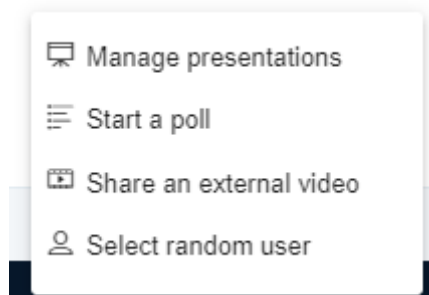 Manage presentations
Start a poll
Share an external video
Select random user